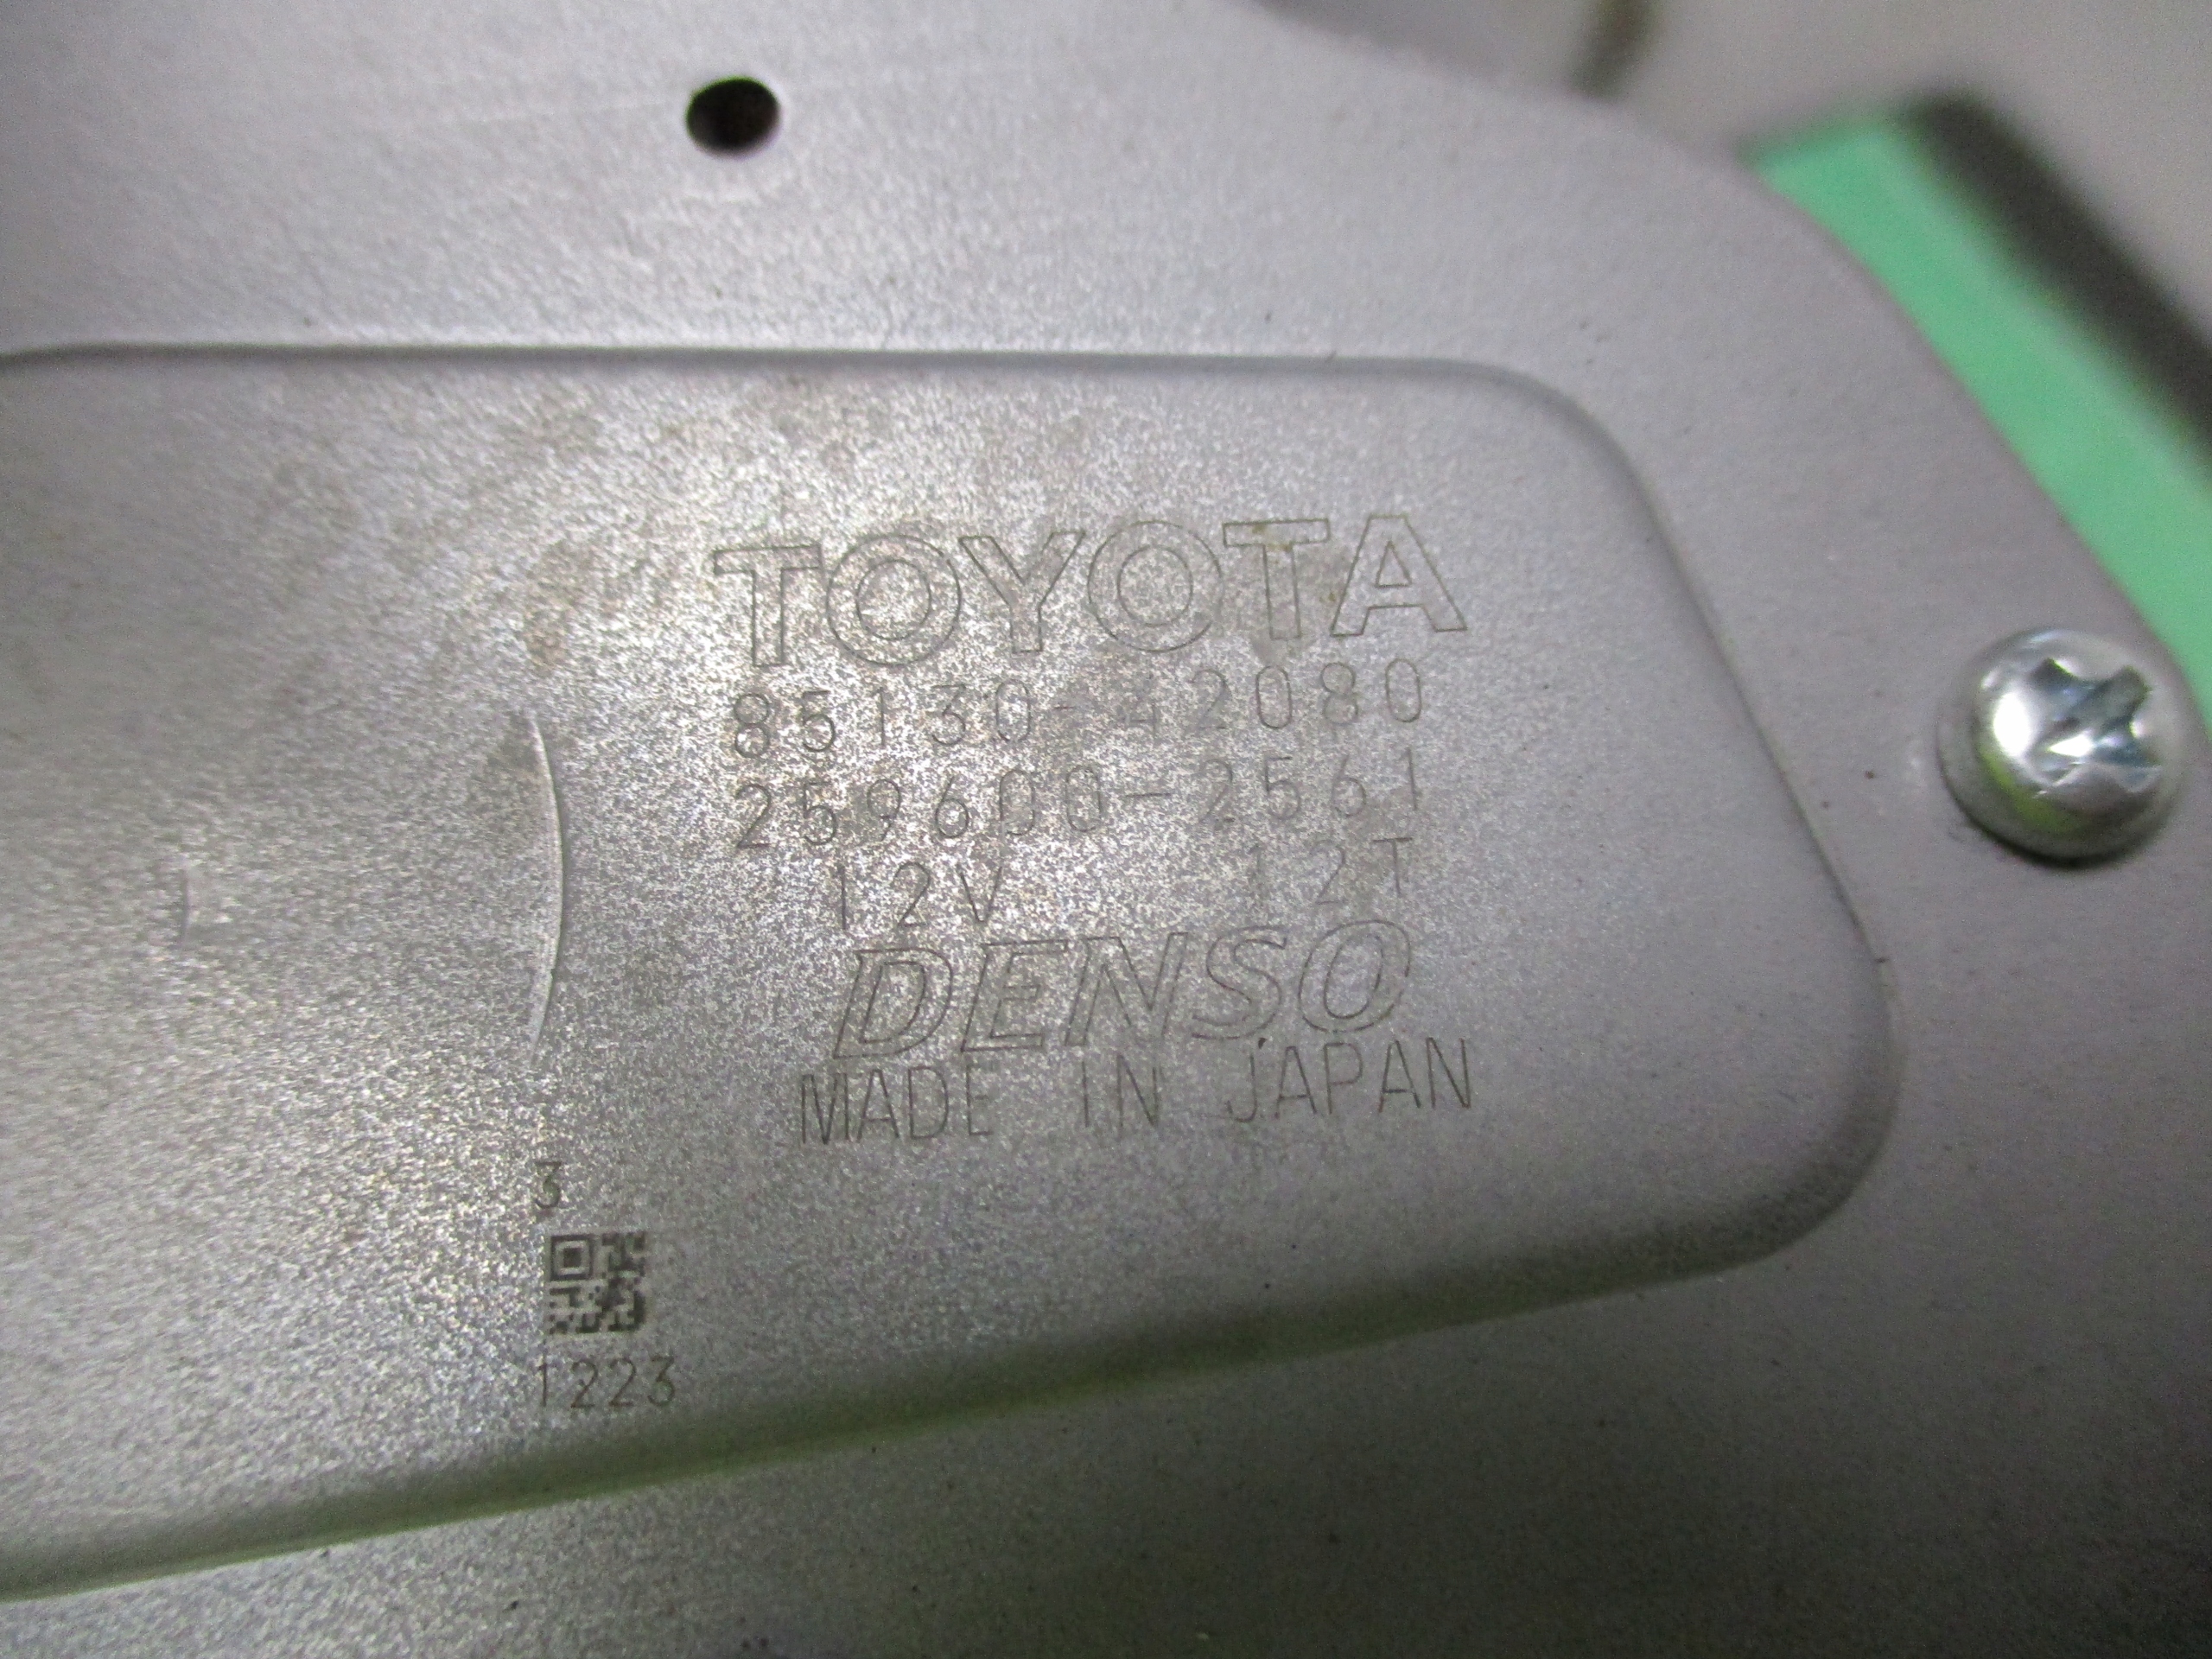 TOYOTA
85130-42080
259600-2561
12V 12T
DENSO
MADE IN JAPAN
3
1223